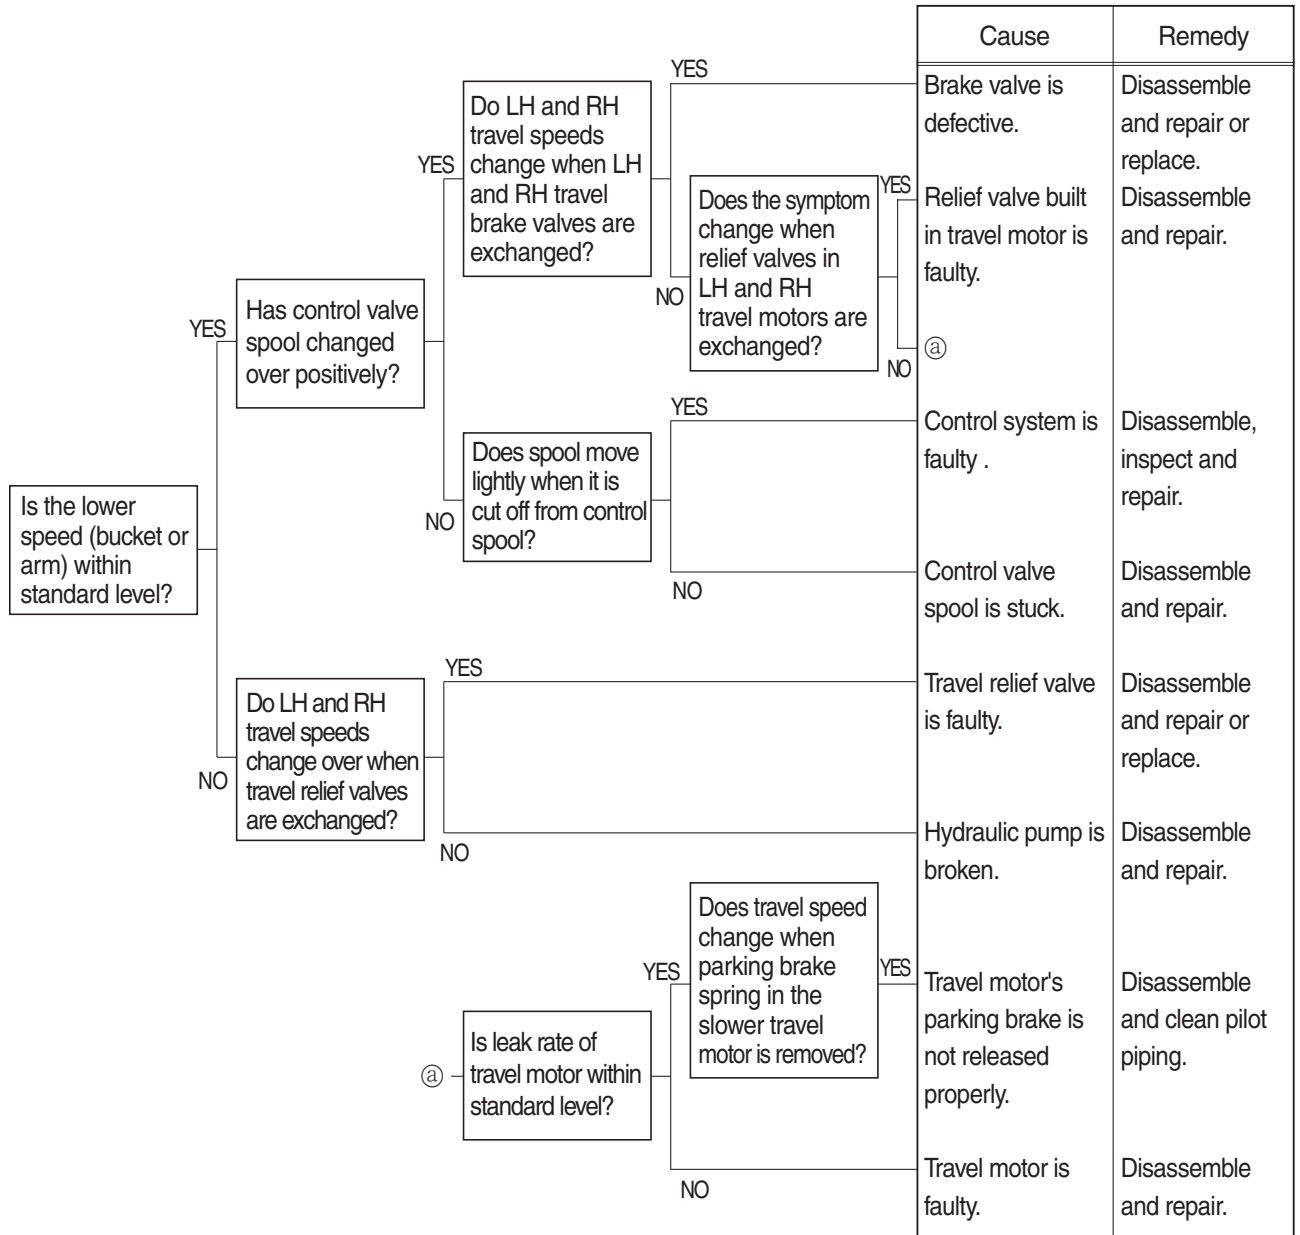 Cause
Remedy
Is the lower
speed (bucket or
arm) within
standard level?
YES
Has control valve
spool changed
over positively?
YES
Do LH and RH
travel speeds
change when LH
and RH travel
brake valves are
exchanged?
YES
Brake valve is
defective.
Disassemble
and repair or
replace.
NO
Does the symptom
change when
relief valves in
LH and RH
travel motors are
exchanged?
YES
Relief valve built
in travel motor is
faulty.
Disassemble
and repair.
NO
ⓐ
NO
Does spool move
lightly when it is
cut off from control
spool?
YES
Control system is
faulty .
Disassemble,
inspect and
repair.
NO
Control valve
spool is stuck.
Disassemble
and repair.
NO
Do LH and RH
travel speeds
change over when
travel relief valves
are exchanged?
YES
Travel relief valve
is faulty.
Disassemble
and repair or
replace.
NO
Hydraulic pump is
broken.
Disassemble
and repair.
ⓐ
Is leak rate of
travel motor within
standard level?
YES
Does travel speed
change when
parking brake
spring in the
slower travel
motor is removed?
YES
Travel motor's
parking brake is
not released
properly.
Disassemble
and clean pilot
piping.
NO
Travel motor is
faulty.
Disassemble
and repair.